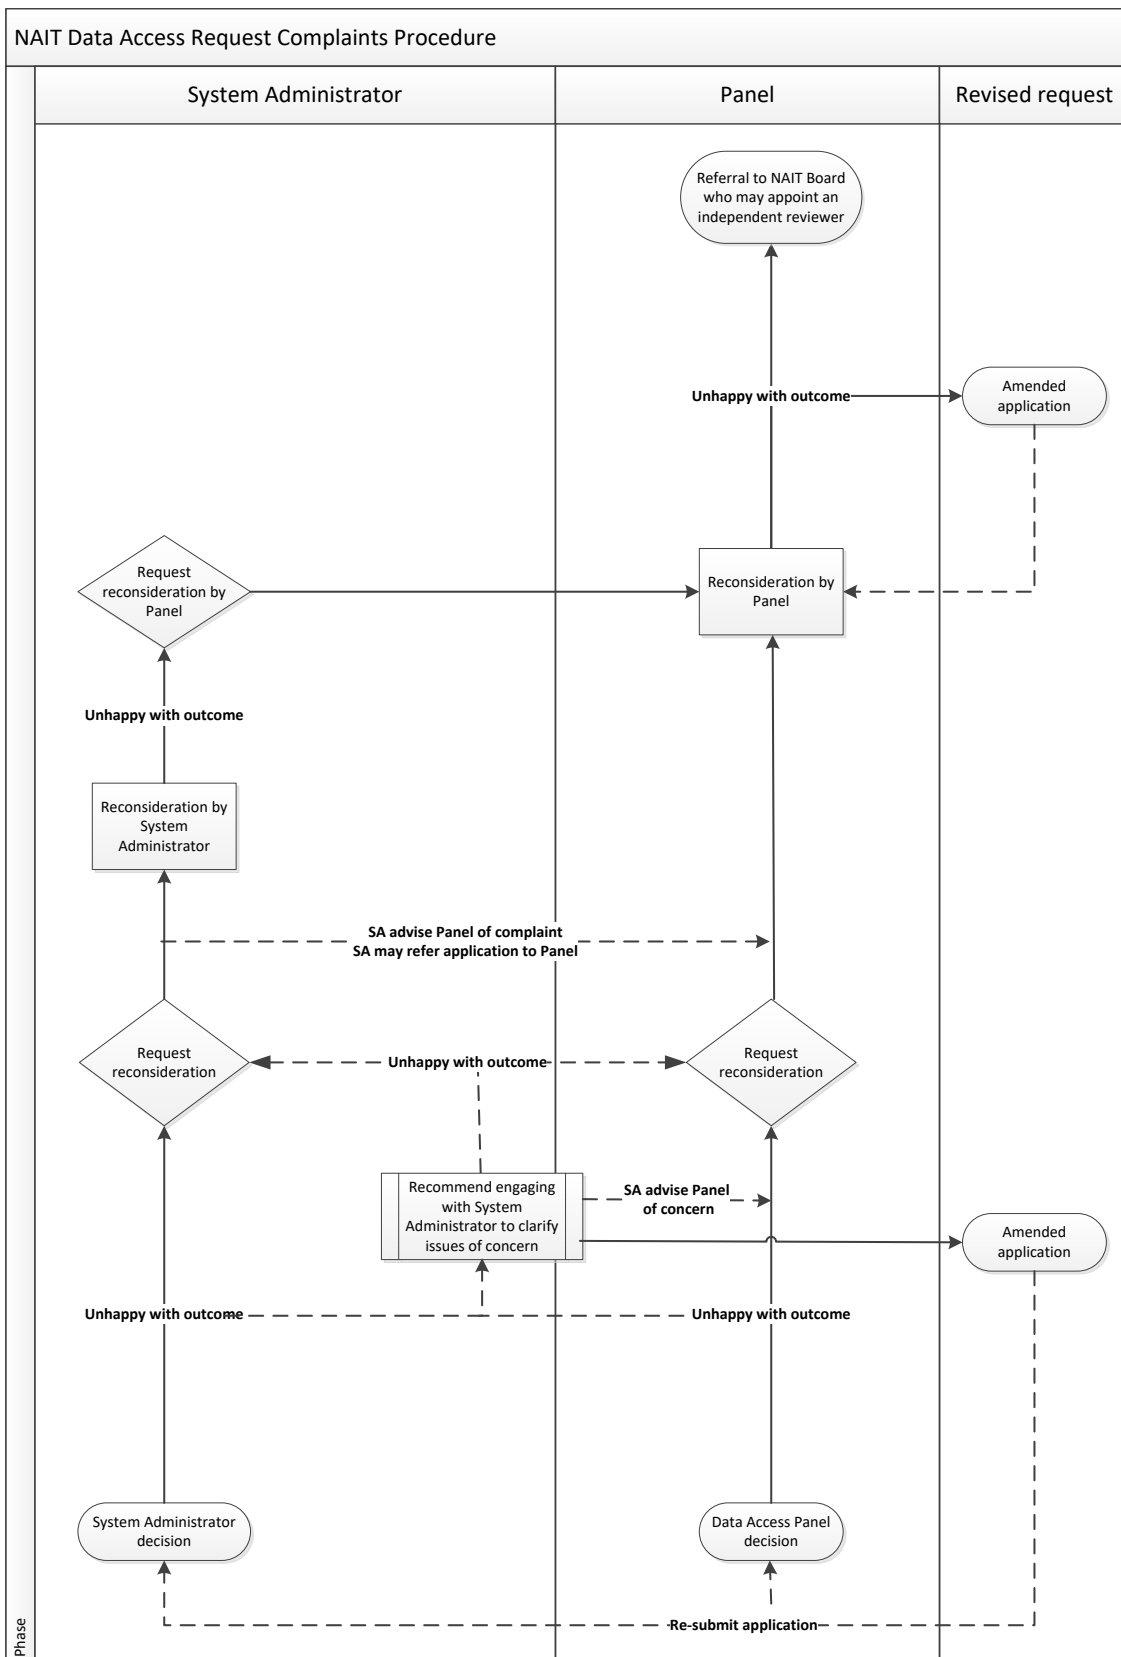 NAIT Data Access Request Complaints Procedure
System Administrator
Panel
Revised request
Referral to NAIT Board
who may appoint an
independent reviewer
Unhappy with outcome
Amended
application
Request
reconsideration by
Panel
Reconsideration by
Panel
Unhappy with outcome
Reconsideration by
System
Administrator
SA advise Panel of complaint
SA may refer application to Panel
Request
reconsideration
Unhappy with outcome
Request
reconsideration
Recommend engaging
with System
Administrator to clarify
issues of concern
SA advise Panel
of concern
Amended
application
Unhappy with outcome
Unhappy with outcome
System Administrator
decision
Data Access Panel
decision
Re-submit application
Phase